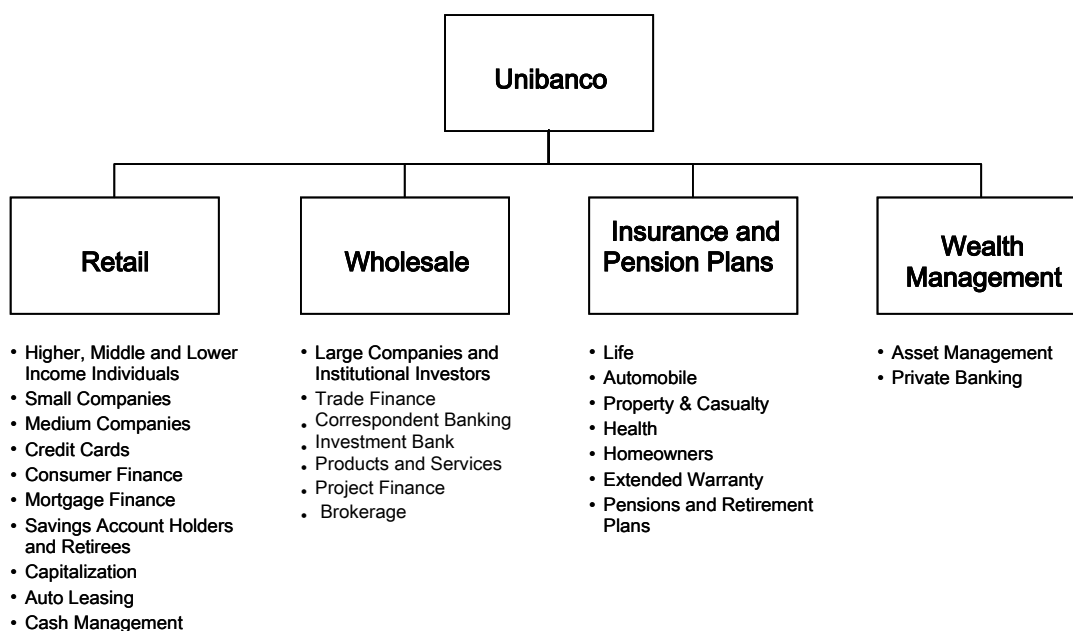 Unibanco
Retail
• Higher, Middle and Lower
Income Individuals
• Small Companies
• Medium Companies
• Credit Cards
• Consumer Finance
• Mortgage Finance
• Savings Account Holders
and Retirees
• Capitalization
• Auto Leasing
• Cash Management
Wholesale
• Large Companies and
Institutional Investors
• Trade Finance
• Correspondent Banking
• Investment Bank
• Products and Services
• Project Finance
• Brokerage
Insurance and
Pension Plans
• Life
• Automobile
• Property & Casualty
• Health
• Homeowners
• Extended Warranty
• Pensions and Retirement
Plans
Wealth
Management
• Asset Management
• Private Banking